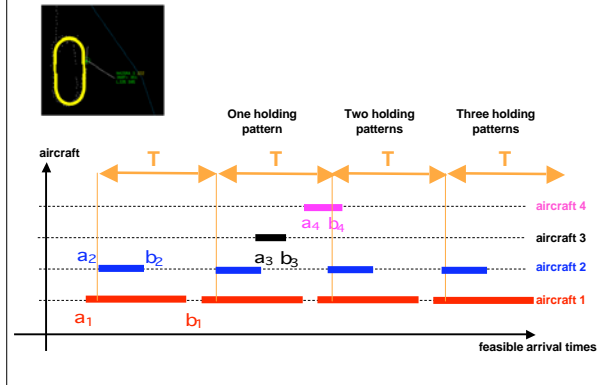 One holding
pattern
Two holding
patterns
Three holding
patterns
aircraft
T
T
T
T
aircraft 4
a4 b4
aircraft 3
a3 b3
a2 b2
aircraft 2
aircraft 1
a1 b1
feasible arrival times